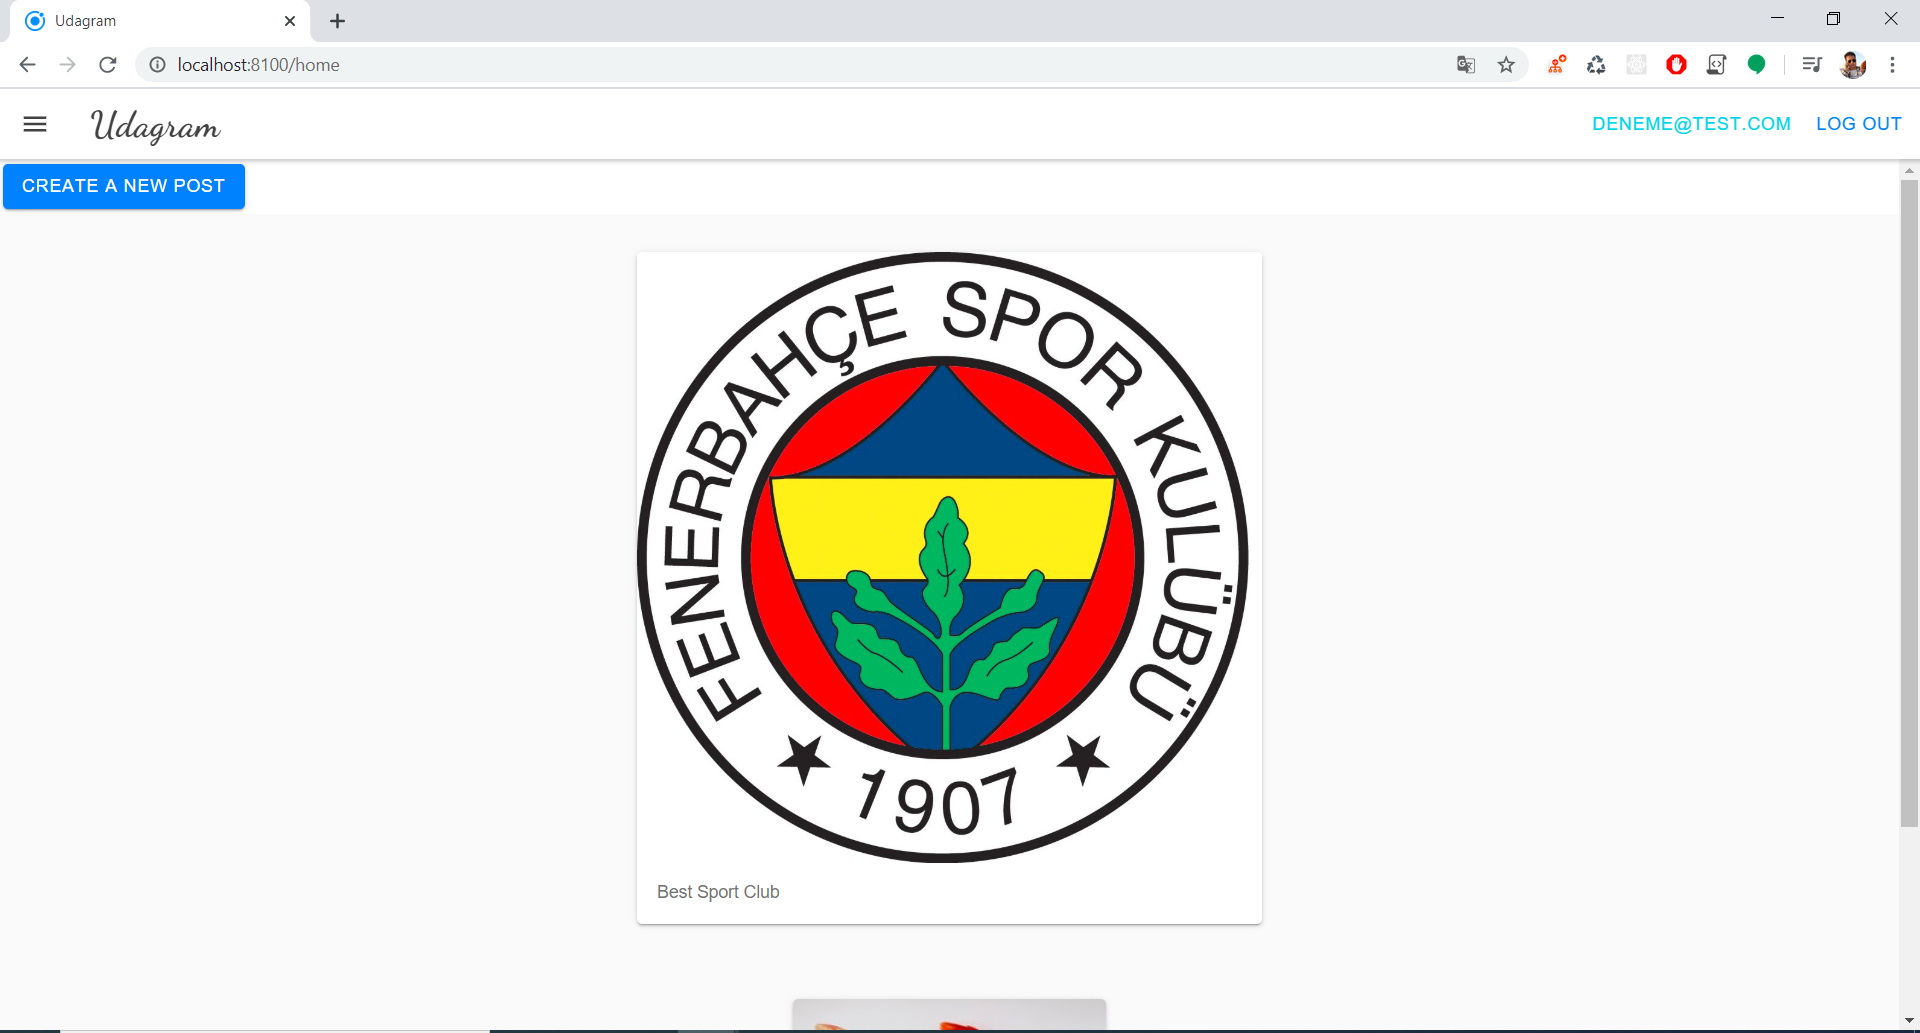 Udagram
localhost:8100/home
Udagram
DENEME@TEST.COM
LOG OUT
CREATE A NEW POST
FENERBAHÇE SPOR KULÜBÜ
1907
Best Sport Club